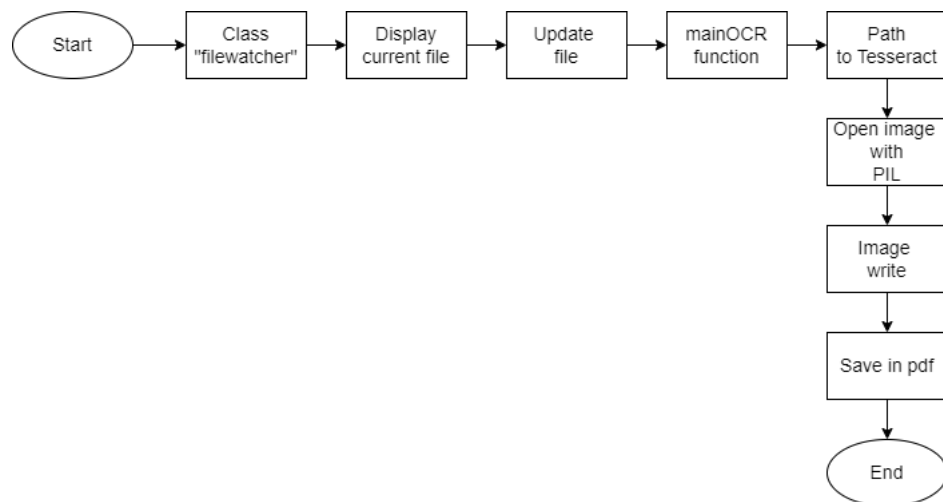 Start
Class
"filewatcher"
Display
current file
Update
file
mainOCR
function
Path
to Tesseract
Open image
with
PIL
Image
write
Save in pdf
End